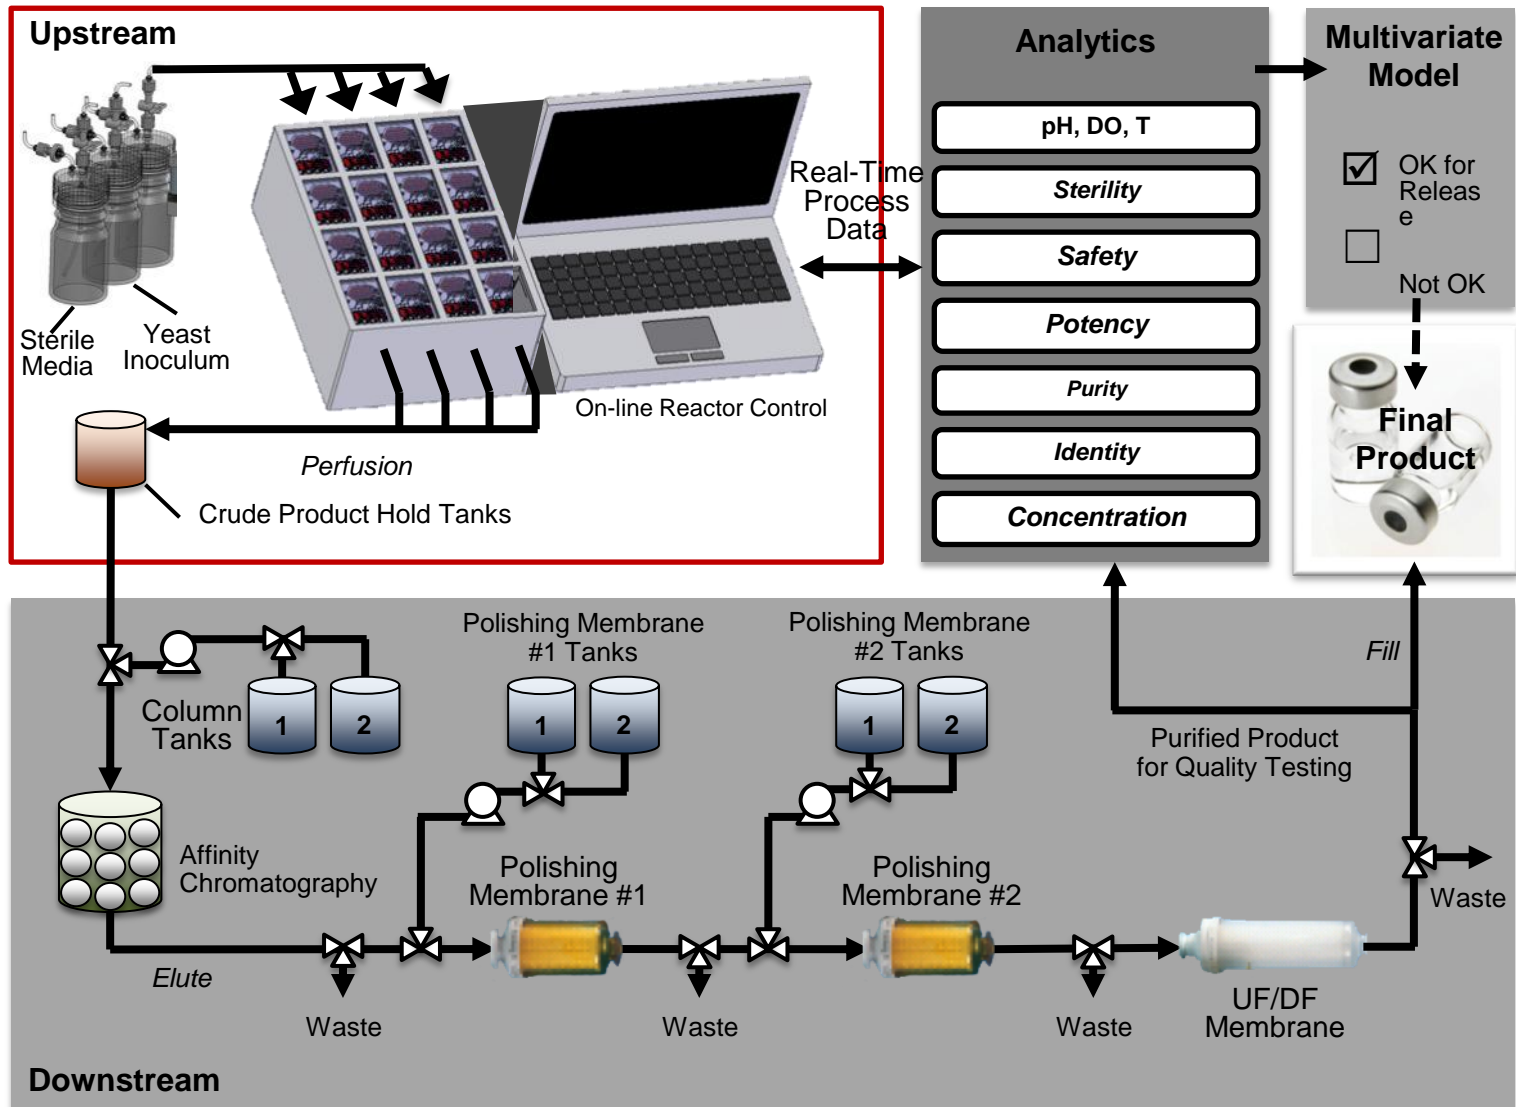 Upstream
Sterile
Media
Yeast
Inoculum
On-line Reactor Control
Perfusion
Crude Product Hold Tanks
Real-Time
Process
Data
Analytics
pH, DO, T
Sterility
Safety
Potency
Purity
Identity
Concentration
Multivariate
Model
OK for
Releas
e
Not OK
Final
Product
Column
Tanks
1
2
Polishing Membrane
#1 Tanks
1
2
Polishing Membrane
#2 Tanks
1
2
Fill
Purified Product
for Quality Testing
Affinity
Chromatography
Polishing
Membrane #1
Polishing
Membrane #2
Waste
Elute
Waste
Waste
Waste
UF/DF
Membrane
Downstream